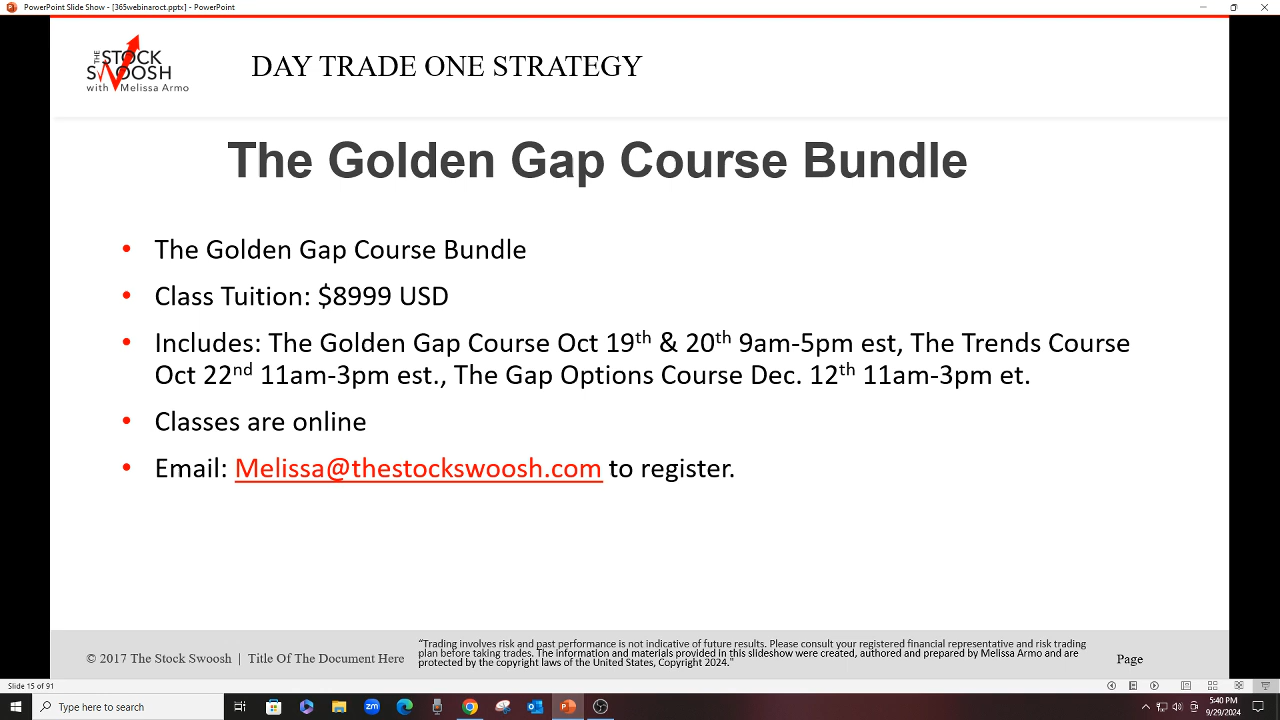 PowerPoint Slide Show - [365webinaroct.pptx] - PowerPoint
THE STOCK
SWOOSH
with Melissa Armo
DAY TRADE ONE STRATEGY
The Golden Gap Course Bundle
• The Golden Gap Course Bundle
• Class Tuition: $8999 USD
• Includes: The Golden Gap Course Oct 19th & 20th 9am-5pm est, The Trends Course
Oct 22nd 11am-3pm est., The Gap Options Course Dec. 12th 11am-3pm et.
• Classes are online
• Email: Melissa@thestockswoosh.com to register.
© 2017 The Stock Swoosh | Title Of The Document Here
"Trading involves risk and past performance is not indicative of future results. Please consult your registered financial representative and risk trading
plan before taking trades. The information and materials provided in this slideshow were created, authored and prepared by Melissa Armo and are
protected by the copyright laws of the United States, Copyright 2024."
Page
Slide 15 of 91
Type here to search
zm
5:40 PM
9/29/2024